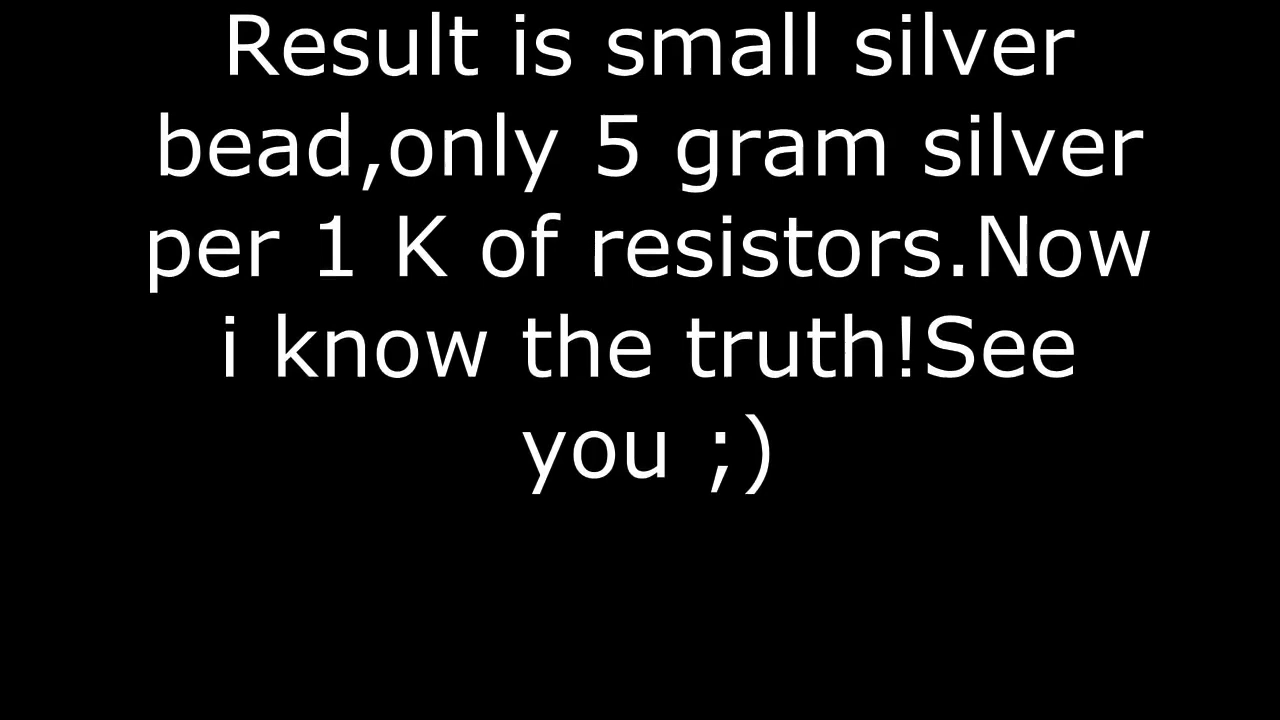 Result is small silver
bead,only 5 gram silver
per 1 K of resistors.Now
i know the truth!See
you ;)